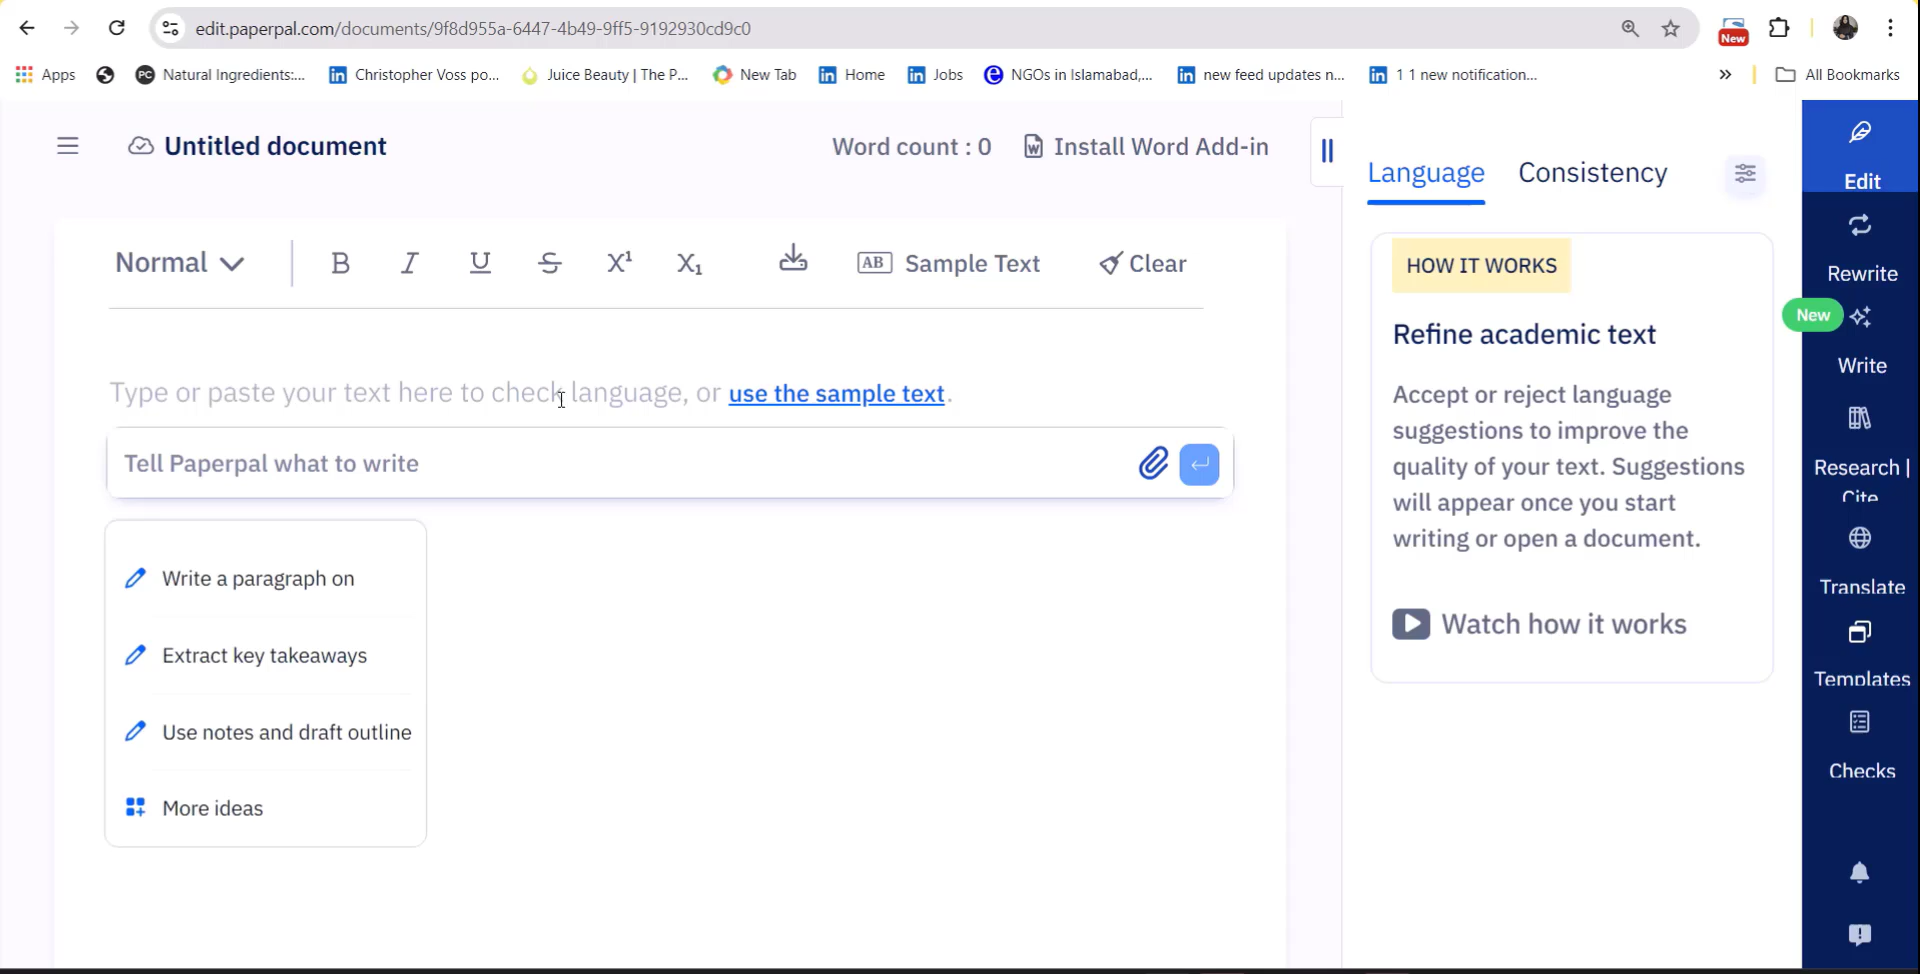 edit.paperpal.com/documents/9f8d955a-6447-4b49-9ff5-9192930cd9c0
New
Apps
PC Natural Ingredients:...
in Christopher Voss po...
Juice Beauty | The P...
New Tab
in Home
in Jobs
e NGOs in Islamabad,...
in new feed updates n...
in 1 1 new notification...
»
All Bookmarks
Untitled document
Word count : 0
W Install Word Add-in
Normal
B I U S X¹ X₁
AB Sample Text
Clear
Type or paste your text here to check language, or use the sample text.
Tell Paperpal what to write
Write a paragraph on
Extract key takeaways
Use notes and draft outline
More ideas
Language
Consistency
HOW IT WORKS
Refine academic text
Accept or reject language
suggestions to improve the
quality of your text. Suggestions
will appear once you start
writing or open a document.
Watch how it works
Edit
Rewrite
New
Write
Research |
Cite
Translate
Templates
Checks